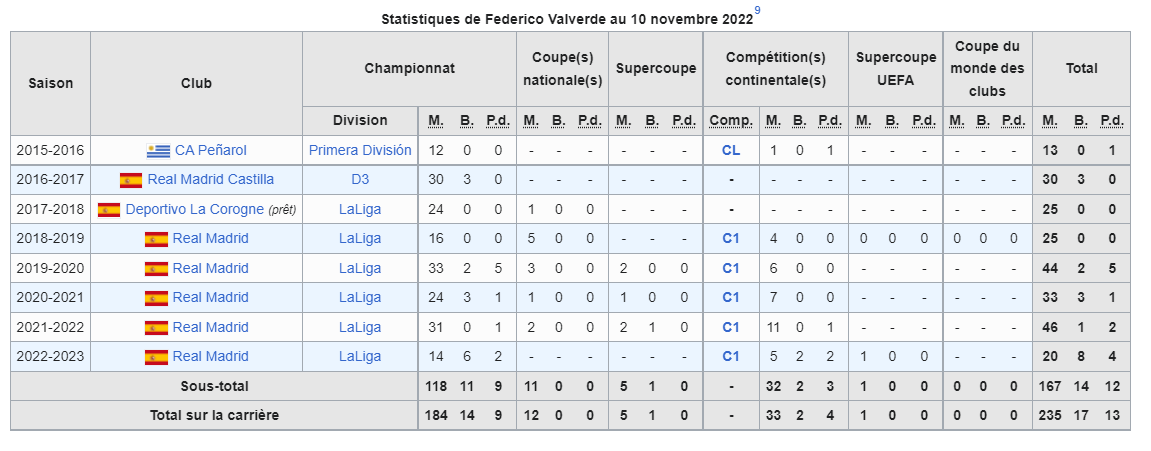 Statistiques de Federico Valverde au 10 novembre 2022 9
Saison Club Championnat Coupe(s) nationale(s) Supercoupe Compétition(s) continentale(s) Supercoupe UEFA Coupe du monde des clubs Total
Division M. B. P.d. M. B. P.d. M. B. P.d. Comp. M. B. P.d. M. B. P.d. M. B. P.d. M. B. P.d.
2015-2016 CA Peñarol Primera División 12 0 0 - - - - - - CL 1 0 1 - - - - - - 13 0 1
2016-2017 Real Madrid Castilla D3 30 3 0 - - - - - - - - - - - - - - - - 30 3 0
2017-2018 Deportivo La Corogne (prêt) LaLiga 24 0 0 1 0 0 - - - - - - - - - - - - - 25 0 0
2018-2019 Real Madrid LaLiga 16 0 0 5 0 0 - - - C1 4 0 0 0 0 0 0 0 0 25 0 0
2019-2020 Real Madrid LaLiga 33 2 5 3 0 0 2 0 0 C1 6 0 0 - - - - - - 44 2 5
2020-2021 Real Madrid LaLiga 24 3 1 1 0 0 1 0 0 C1 7 0 0 - - - - - - 33 3 1
2021-2022 Real Madrid LaLiga 31 0 1 2 0 0 2 1 0 C1 11 0 1 - - - - - - 46 1 2
2022-2023 Real Madrid LaLiga 14 6 2 - - - - - - C1 5 2 2 1 0 0 - - - 20 8 4
Sous-total 118 11 9 11 0 0 5 1 0 - 32 2 3 1 0 0 0 0 0 167 14 12
Total sur la carrière 184 14 9 12 0 0 5 1 0 - 33 2 4 1 0 0 0 0 0 235 17 13